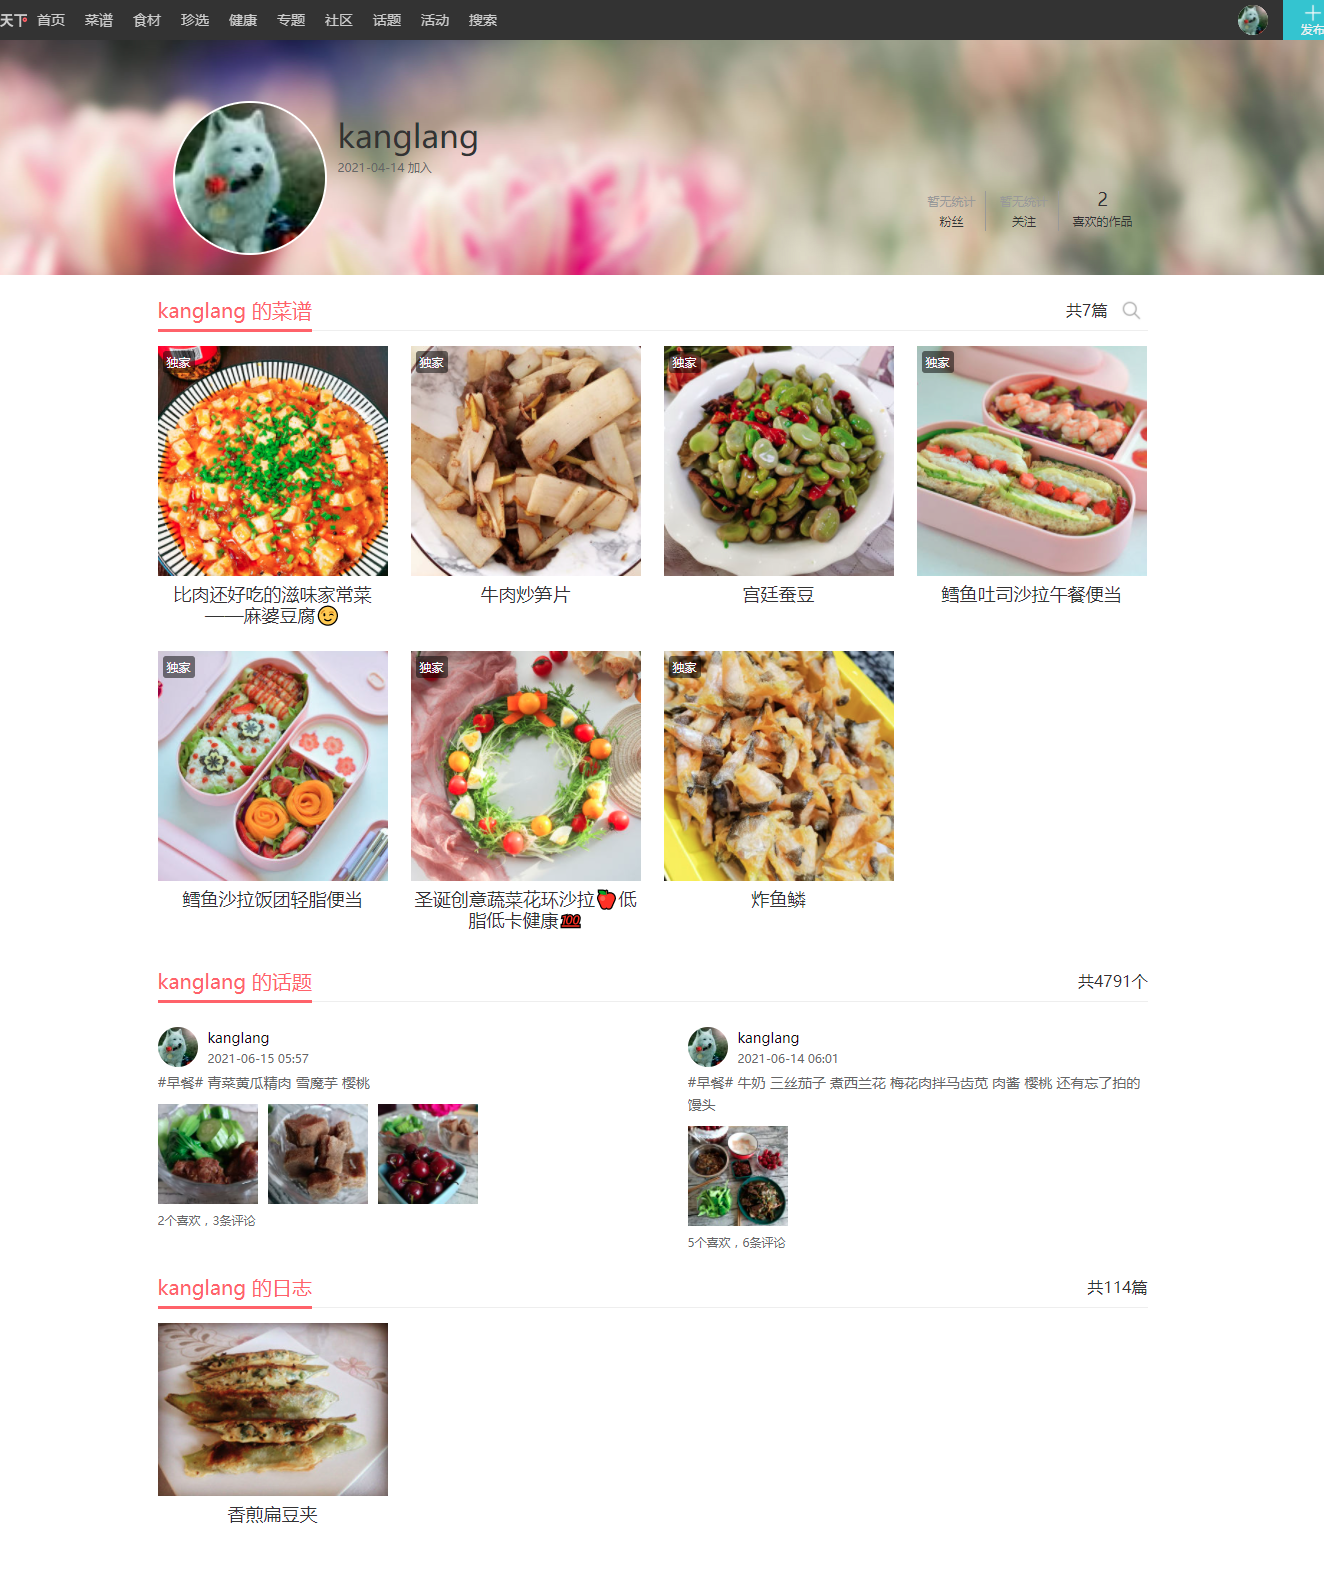 天下 首页 菜谱 食材 珍选 健康 专题 社区 话题 活动 搜索
发布
kanglang
2021-04-14 加入
暂无统计 暂无统计 2
粉丝 关注 喜欢的作品
kanglang 的菜谱 共7篇
独家 独家 独家 独家
比肉还好吃的滋味家常菜 牛肉炒笋片 宫廷蚕豆 鳕鱼吐司沙拉午餐便当
——麻婆豆腐😉
独家 独家 独家
鳕鱼沙拉饭团轻脂便当 圣诞创意蔬菜花环沙拉🍎低 炸鱼鳞
脂低卡健康💯
kanglang 的话题 共4791个
kanglang
2021-06-15 05:57
#早餐# 青菜黄瓜精肉 雪魔芋 樱桃
2个喜欢，3条评论
kanglang
2021-06-14 06:01
#早餐# 牛奶 三丝茄子 煮西兰花 梅花肉拌马齿苋 肉酱 樱桃 还有忘了拍的
馒头
5个喜欢，6条评论
kanglang 的日志 共114篇
香煎扁豆夹